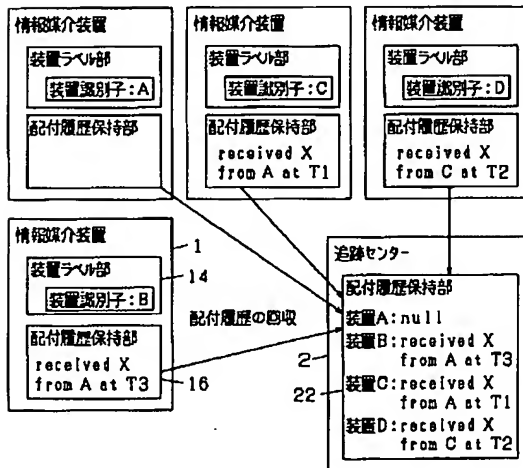 情報媒介装置
装置ラベル部
装置識別子:A
配付履歴保持部
情報媒介装置
装置ラベル部
装置識別子:C
配付履歴保持部
received X
from A at T1
情報媒介装置
装置ラベル部
装置識別子:D
配付履歴保持部
received X
from C at T2
情報媒介装置
1
装置ラベル部
14
装置識別子:B
配付履歴保持部
received X
from A at T3
16
配付履歴の回収
追跡センター
2
配付履歴保持部
22
装置A:null
装置B:received X
from A at T3
装置C:received X
from A at T1
装置D:received X
from C at T2